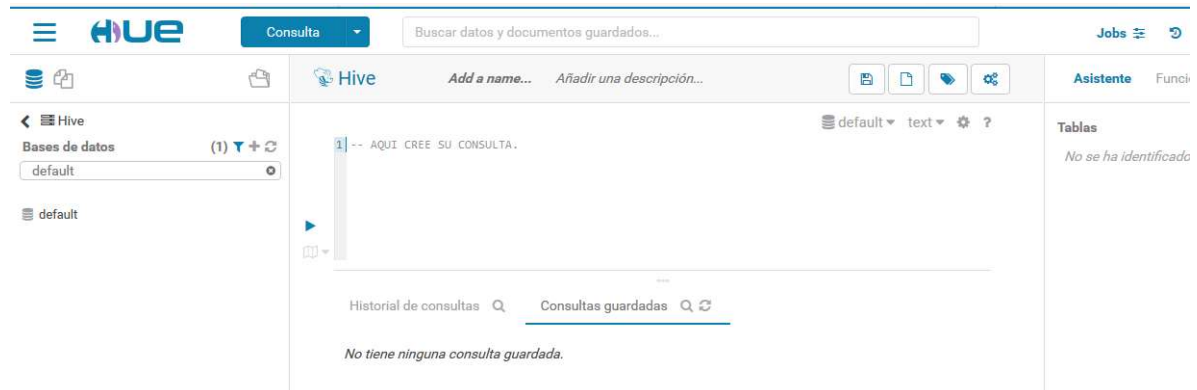 HUE
Consulta
Buscar datos y documentos guardados...
Jobs
Hive
Add a name...
Añadir una descripción...
Asistente
Hive
Bases de datos
(1)
default
default
default
text
?
1 -- AQUI CREE SU CONSULTA.
Historial de consultas
Consultas guardadas
No tiene ninguna consulta guardada.
Tablas
No se ha identificado